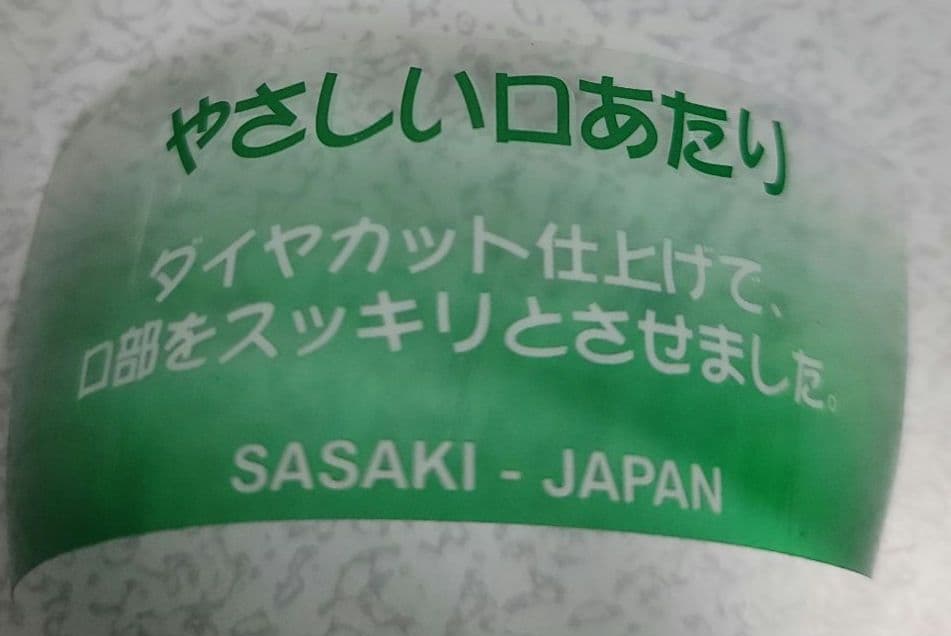 やさしい口あたり
ダイヤカット仕上げで、
口部をスッキリとさせました。
SASAKI - JAPAN